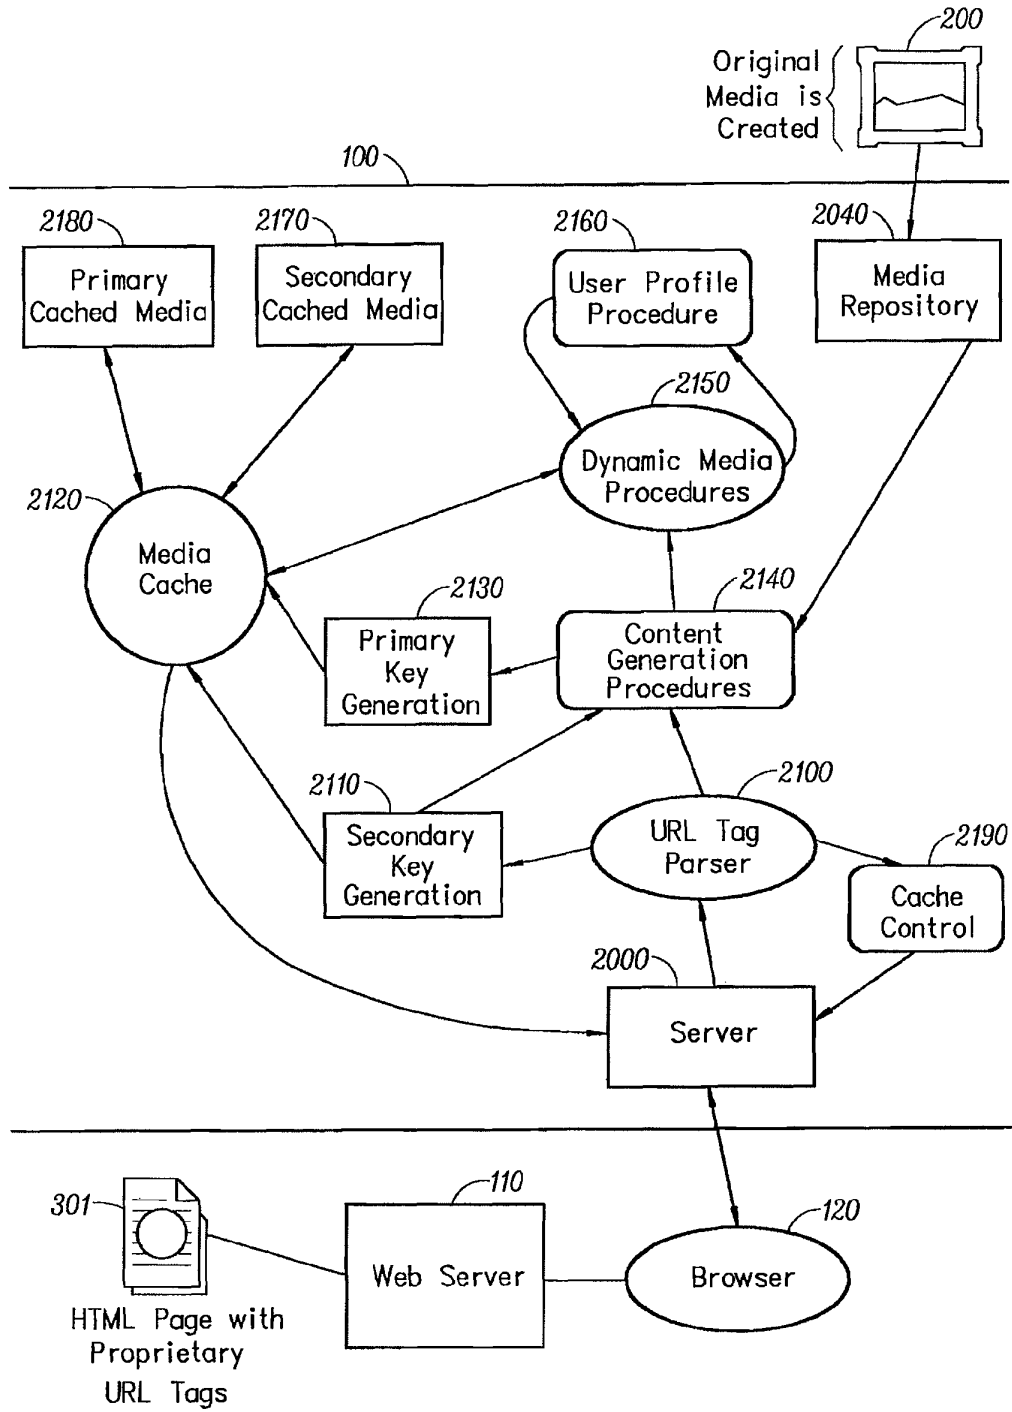 200
Original
Media is
Created
100
2180
2170
2160
2040
Primary
Cached Media
Secondary
Cached Media
User Profile
Procedure
Media
Repository
2150
Dynamic Media
Procedures
2120
Media
Cache
2130
2140
Primary
Key
Generation
Content
Generation
Procedures
2110
2100
Secondary
Key
Generation
URL Tag
Parser
2190
Cache
Control
2000
Server
301
110
120
Web Server
Browser
HTML Page with
Proprietary
URL Tags